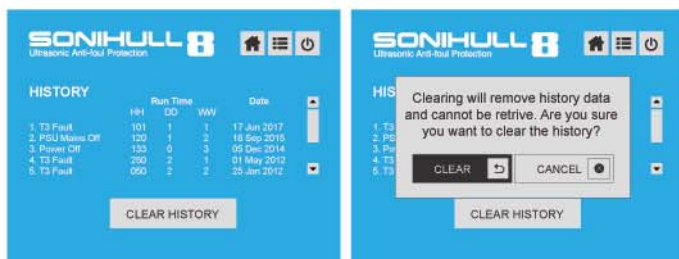 SONIHULL 8
Ultrasonic Anti-foul Protection
HISTORY
Run Time Date
HH DD WW
1. T3 Fault 101 1 1 17 Jun 2017
2. PSU Mains Off 120 1 2 16 Sep 2015
3. Power Off 133 0 3 05 Dec 2014
4. T3 Fault 250 2 1 01 May 2012
5. T3 Fault 050 2 2 25 Jan 2012
CLEAR HISTORY
SONIHULL 8
Ultrasonic Anti-foul Protection
HIS
Clearing will remove history data
and cannot be retrive. Are you sure
you want to clear the history?
1. T3
2. PS
3. Po
4. T3
5. T3
CLEAR CANCEL
CLEAR HISTORY